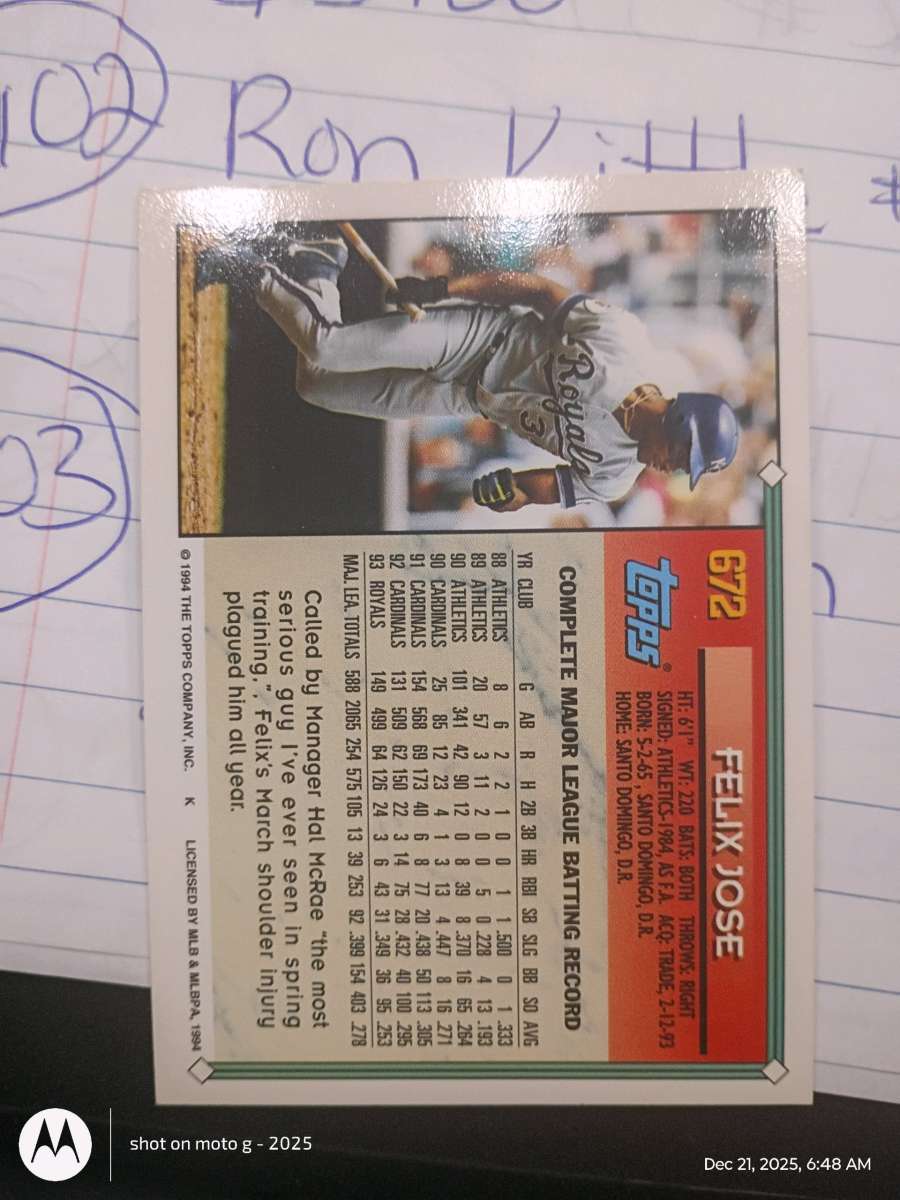 102 Ron
03
672
topps
FELIX JOSE
HT: 6'1" WT: 220 BATS: BOTH THROWS: RIGHT
SIGNED: ATHLETICS-1984, AS F.A. ACQ: TRADE, 2-12-93
BORN: 5-2-65, SANTO DOMINGO, D.R.
HOME: SANTO DOMINGO, D.R.
COMPLETE MAJOR LEAGUE BATTING RECORD
YR CLUB G AB R H 2B 3B HR RBI SB SLG BB SO AVG
88 ATHLETICS 8 6 2 2 1 0 0 1 1 .500 0 1 .333
89 ATHLETICS 20 57 3 11 2 0 0 5 0 .228 4 13 .193
90 ATHLETICS 101 341 42 90 12 0 8 39 8 .370 16 65 .264
90 CARDINALS 25 85 12 23 4 1 3 13 4 .447 8 16 .271
91 CARDINALS 154 568 69 173 40 6 8 77 20 .438 50 113 .305
92 CARDINALS 131 509 62 150 22 3 14 75 28 .432 40 100 .295
93 ROYALS 149 499 64 126 24 3 6 43 31 .349 36 95 .253
MAJ. LEA. TOTALS 588 2065 254 575 105 13 39 253 92 .399 154 403 .278
Called by Manager Hal McRae "the most
serious guy I've ever seen in spring
training,", Felix's March shoulder injury
plagued him all year.
© 1994 THE TOPPS COMPANY, INC. K LICENSED BY MLB & MLBPA, 1994
Royals
3
shot on moto g - 2025
Dec 21, 2025, 6:48 AM